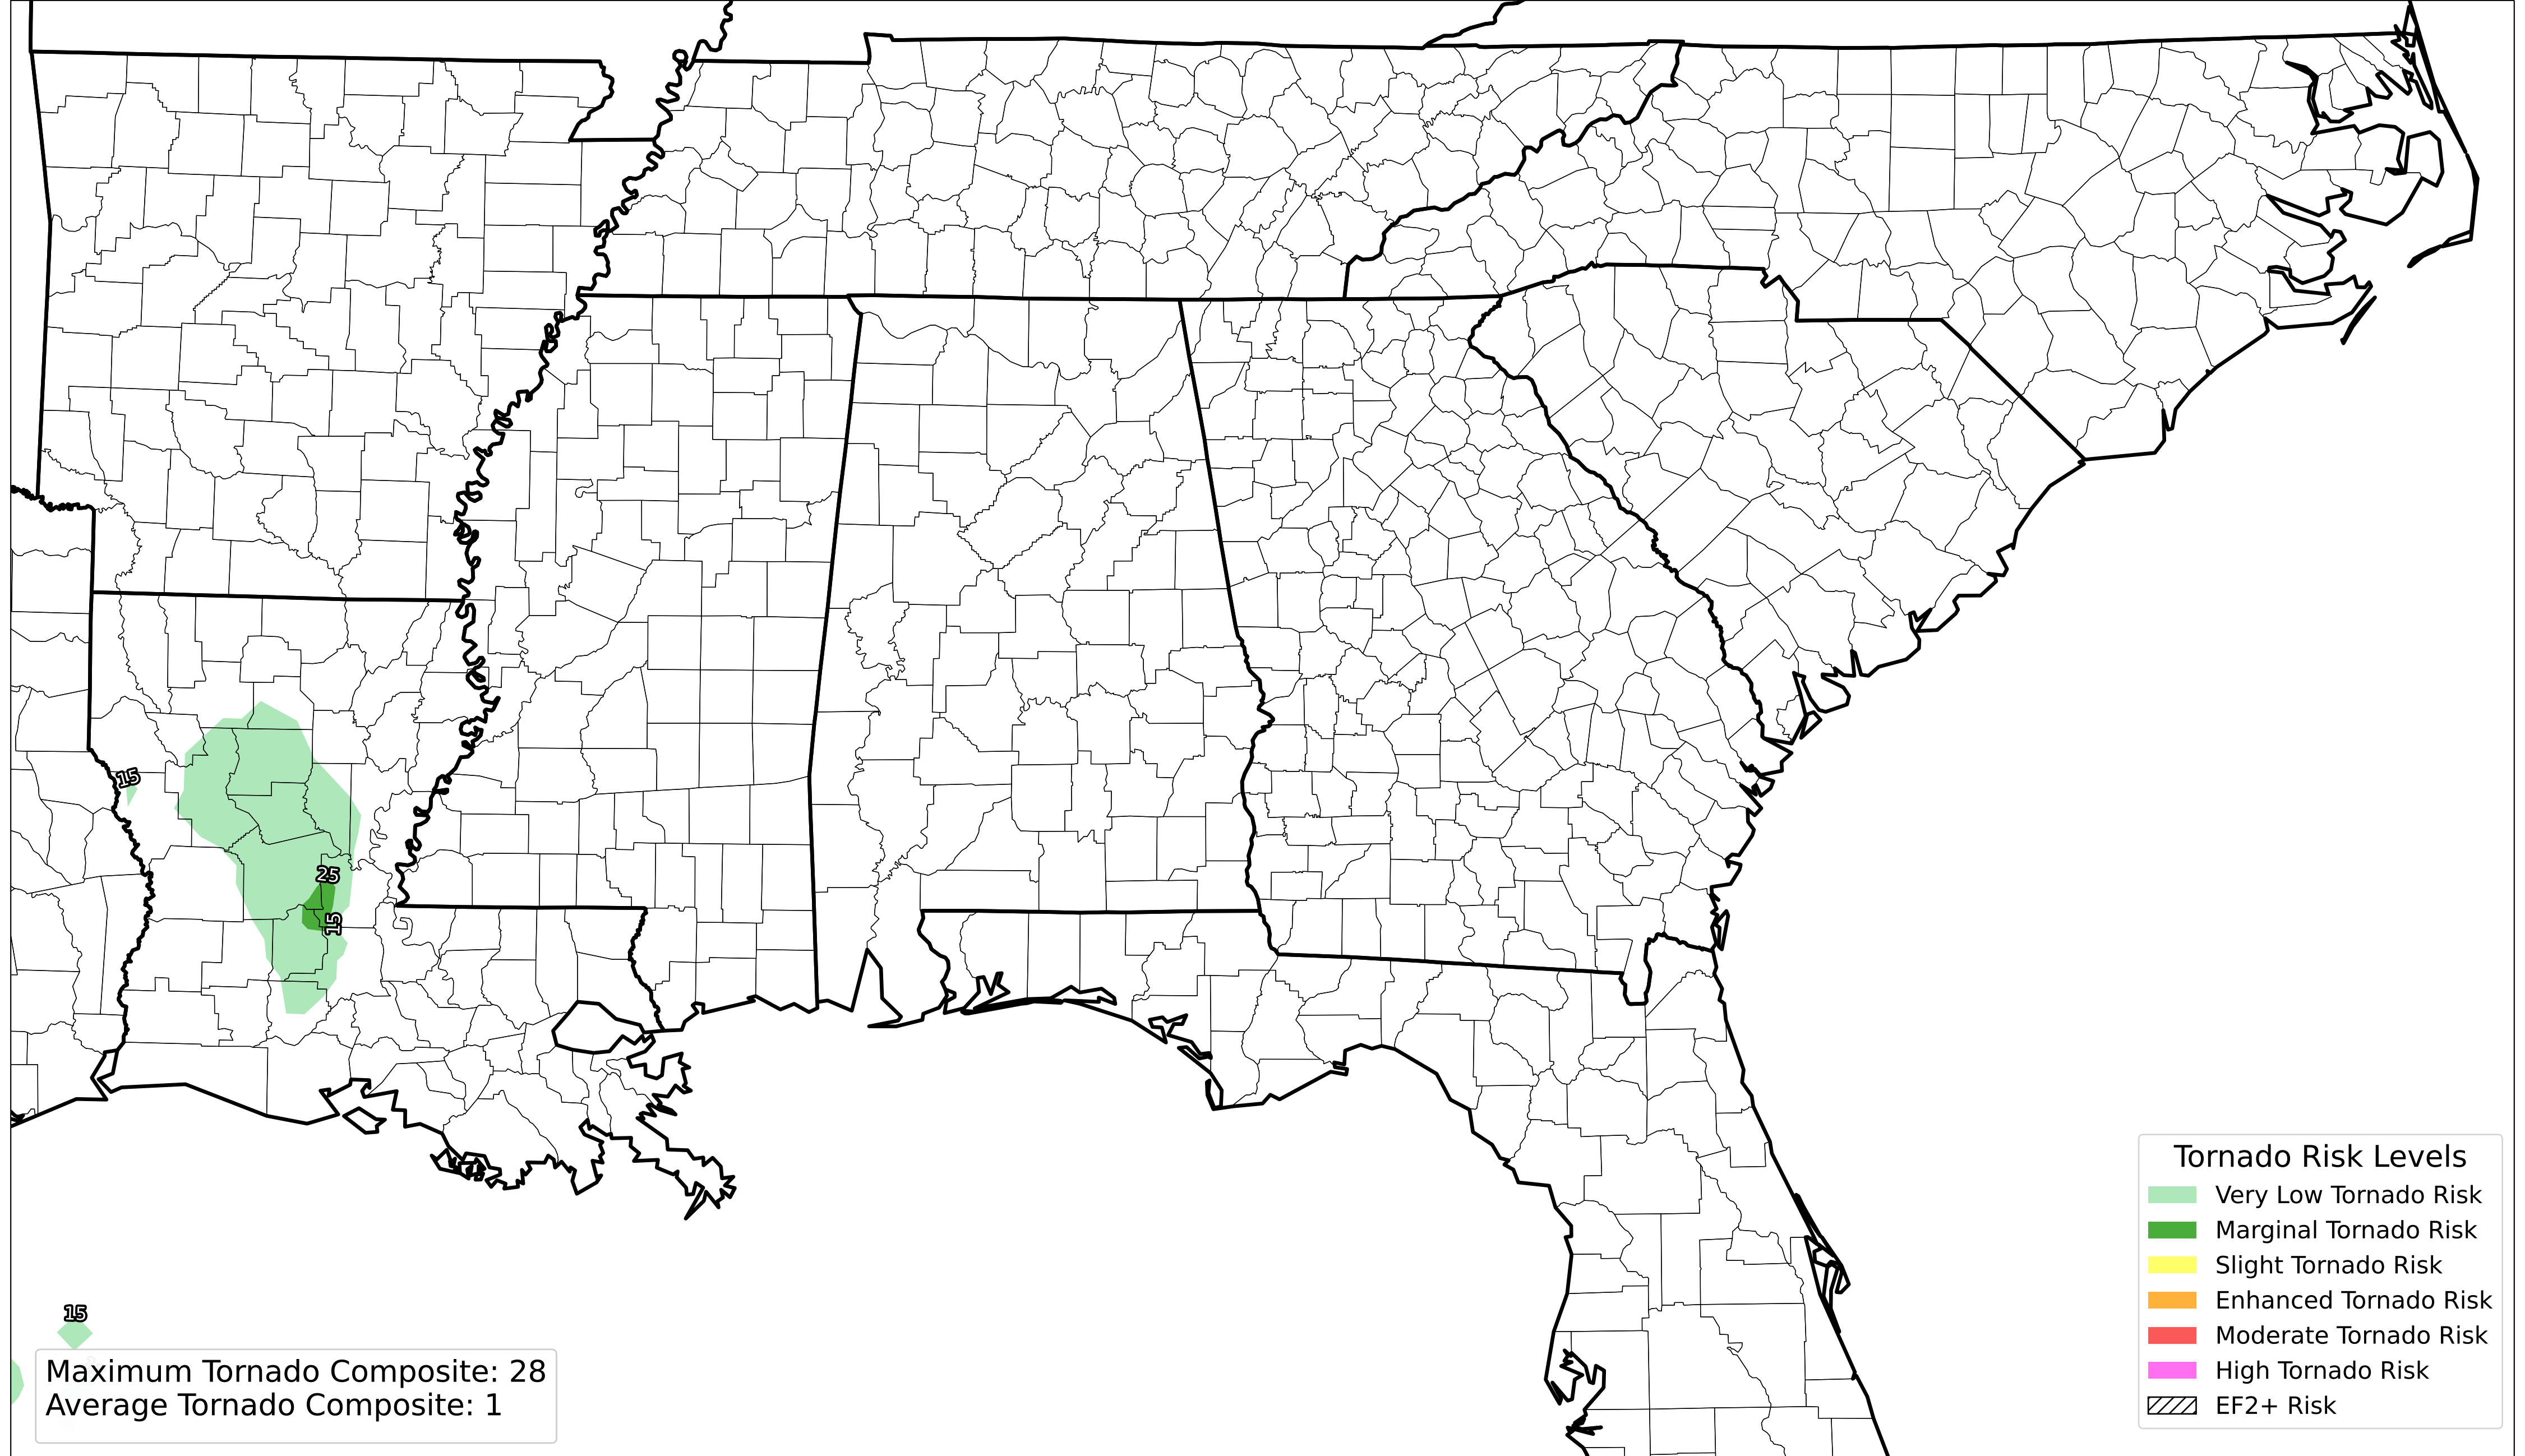 15
25
15
15
Maximum Tornado Composite: 28
Average Tornado Composite: 1
Tornado Risk Levels
Very Low Tornado Risk
Marginal Tornado Risk
Slight Tornado Risk
Enhanced Tornado Risk
Moderate Tornado Risk
High Tornado Risk
EF2+ Risk